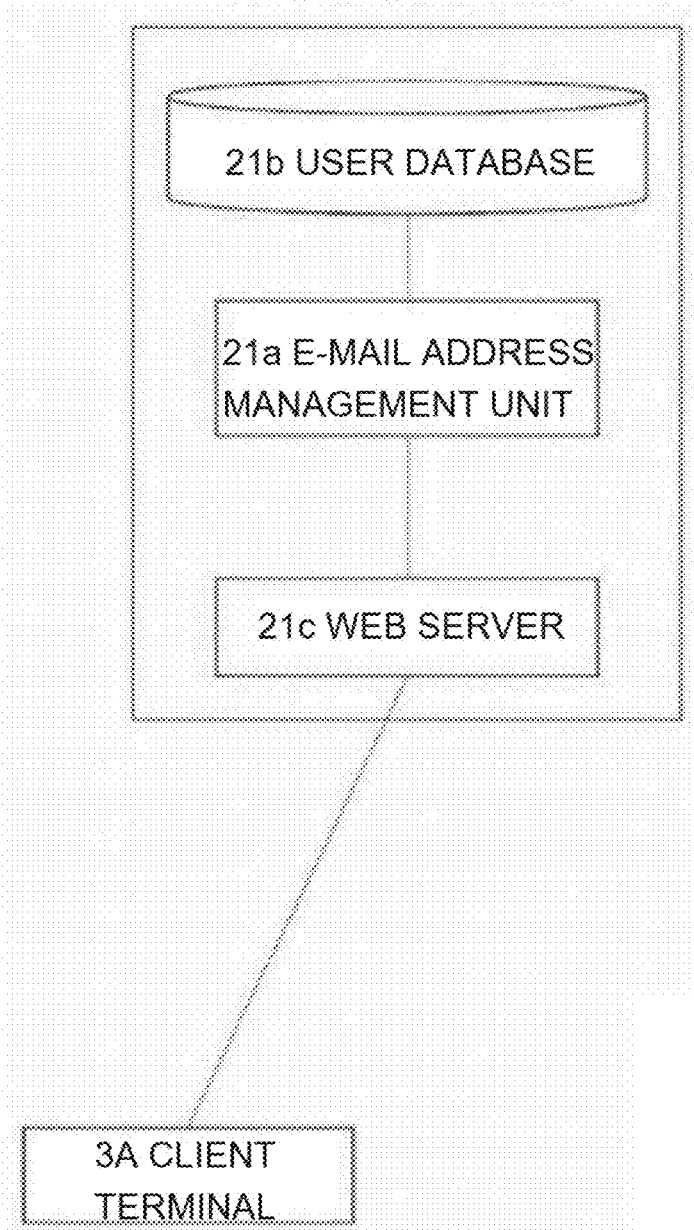 21b USER DATABASE
21a E-MAIL ADDRESS
MANAGEMENT UNIT
21c WEB SERVER
3A CLIENT
TERMINAL